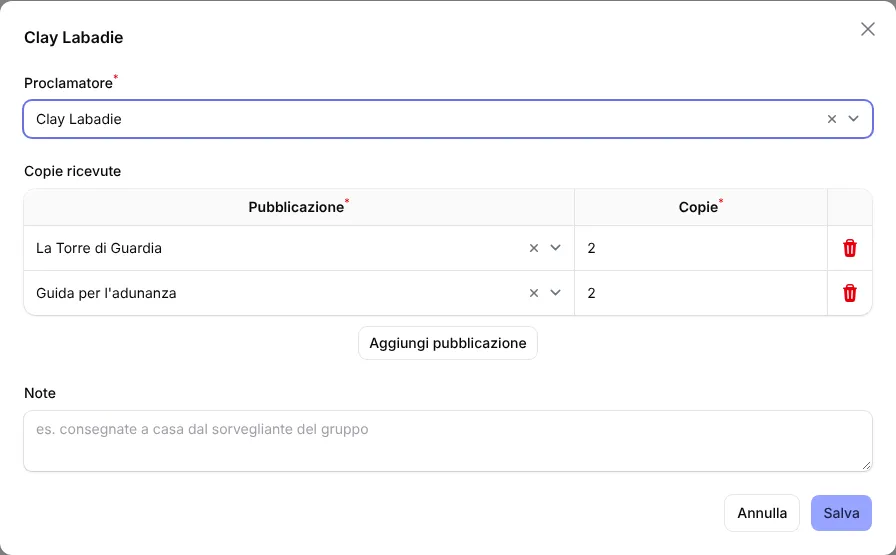 Clay Labadie
Proclamatore*
Clay Labadie
Copie ricevute
Pubblicazione* Copie*
La Torre di Guardia 2
Guida per l'adunanza 2
Aggiungi pubblicazione
Note
es. consegnate a casa dal sorvegliante del gruppo
Annulla Salva